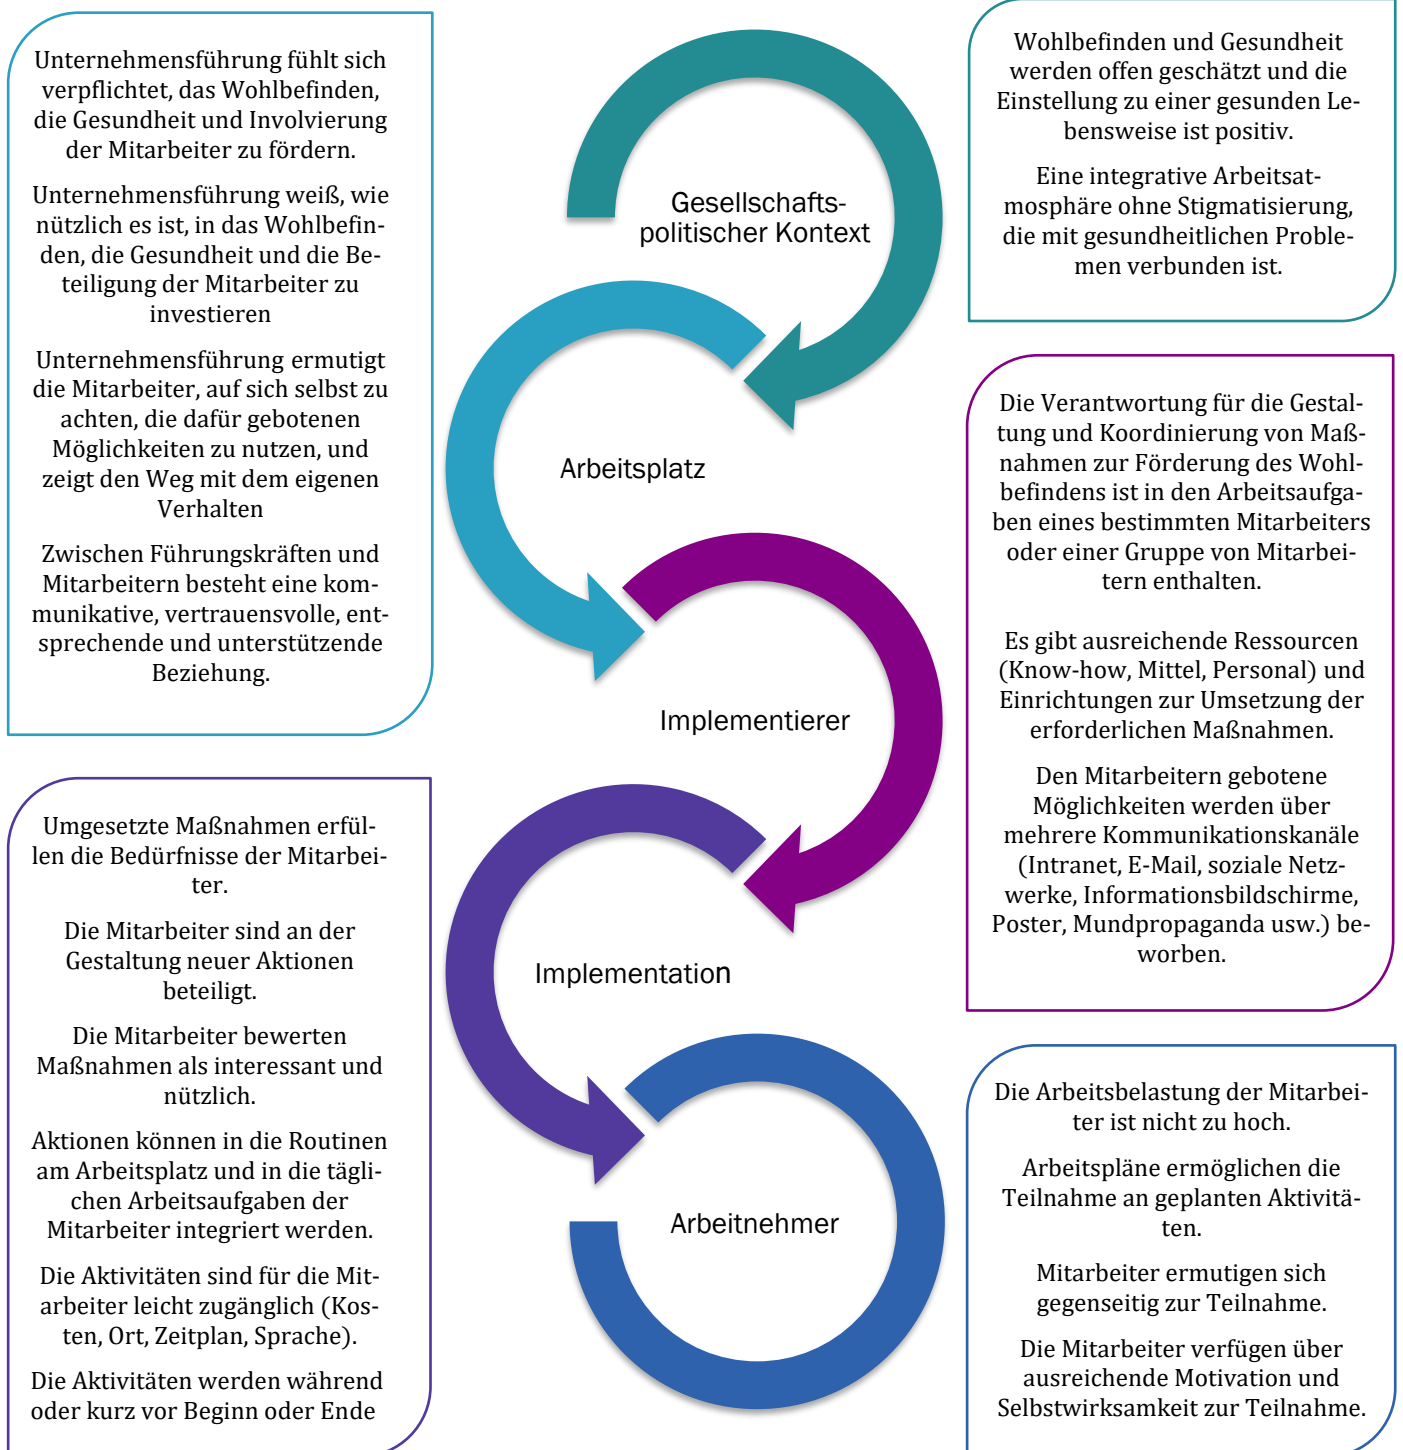 Unternehmensführung fühlt sich
verpflichtet, das Wohlbefinden,
die Gesundheit und Involvierung
der Mitarbeiter zu fördern.
Unternehmensführung weiß, wie
nützlich es ist, in das Wohlbefin-
den, die Gesundheit und die Be-
teiligung der Mitarbeiter zu
investieren
Unternehmensführung ermutigt
die Mitarbeiter, auf sich selbst zu
achten, die dafür gebotenen
Möglichkeiten zu nutzen, und
zeigt den Weg mit dem eigenen
Verhalten
Zwischen Führungskräften und
Mitarbeitern besteht eine kom-
munikative, vertrauensvolle, ent-
sprechende und unterstützende
Beziehung.
Umgesetzte Maßnahmen erfül-
len die Bedürfnisse der Mitarbei-
ter.
Die Mitarbeiter sind an der
Gestaltung neuer Aktionen
beteiligt.
Die Mitarbeiter bewerten
Maßnahmen als interessant und
nützlich.
Aktionen können in die Routinen
am Arbeitsplatz und in die tägli-
chen Arbeitsaufgaben der
Mitarbeiter integriert werden.
Die Aktivitäten sind für die Mit-
arbeiter leicht zugänglich (Kos-
ten, Ort, Zeitplan, Sprache).
Die Aktivitäten werden während
oder kurz vor Beginn oder Ende
Gesellschafts-
politischer Kontext
Arbeitsplatz
Implementierer
Implementation
Arbeitnehmer
Wohlbefinden und Gesundheit
werden offen geschätzt und die
Einstellung zu einer gesunden Le-
bensweise ist positiv.
Eine integrative Arbeitsat-
mosphäre ohne Stigmatisierung,
die mit gesundheitlichen Proble-
men verbunden ist.
Die Verantwortung für die Gestal-
tung und Koordinierung von Maß-
nahmen zur Förderung des Wohl-
befindens ist in den Arbeitsaufga-
ben eines bestimmten Mitarbeiters
oder einer Gruppe von Mitarbei-
tern enthalten.
Es gibt ausreichende Ressourcen
(Know-how, Mittel, Personal) und
Einrichtungen zur Umsetzung der
erforderlichen Maßnahmen.
Den Mitarbeitern gebotene
Möglichkeiten werden über
mehrere Kommunikationskanäle
(Intranet, E-Mail, soziale Netz-
werke, Informationsbildschirme,
Poster, Mundpropaganda usw.) be-
worben.
Die Arbeitsbelastung der Mitarbei-
ter ist nicht zu hoch.
Arbeitspläne ermöglichen die
Teilnahme an geplanten Aktivitä-
ten.
Mitarbeiter ermutigen sich
gegenseitig zur Teilnahme.
Die Mitarbeiter verfügen über
ausreichende Motivation und
Selbstwirksamkeit zur Teilnahme.